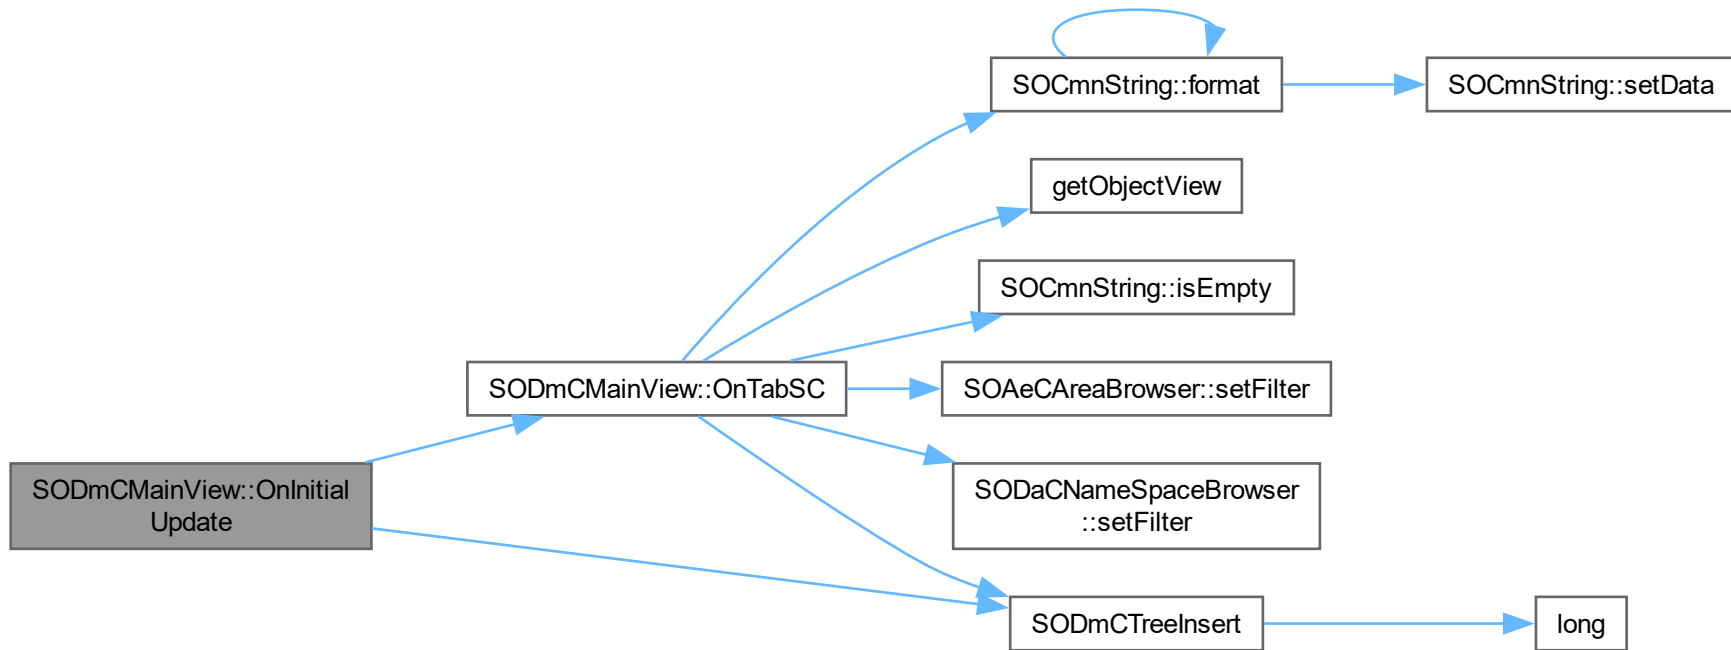 SOCmnString::format
SOCmnString::setData
getObjectView
SOCmnString::isEmpty
SODmCMainView::OnTabSC
SOAeCAreaBrowser::setFilter
SODmCMainView::OnInitial
Update
SODaCNameSpaceBrowser
::setFilter
SODmCTreeInsert
long